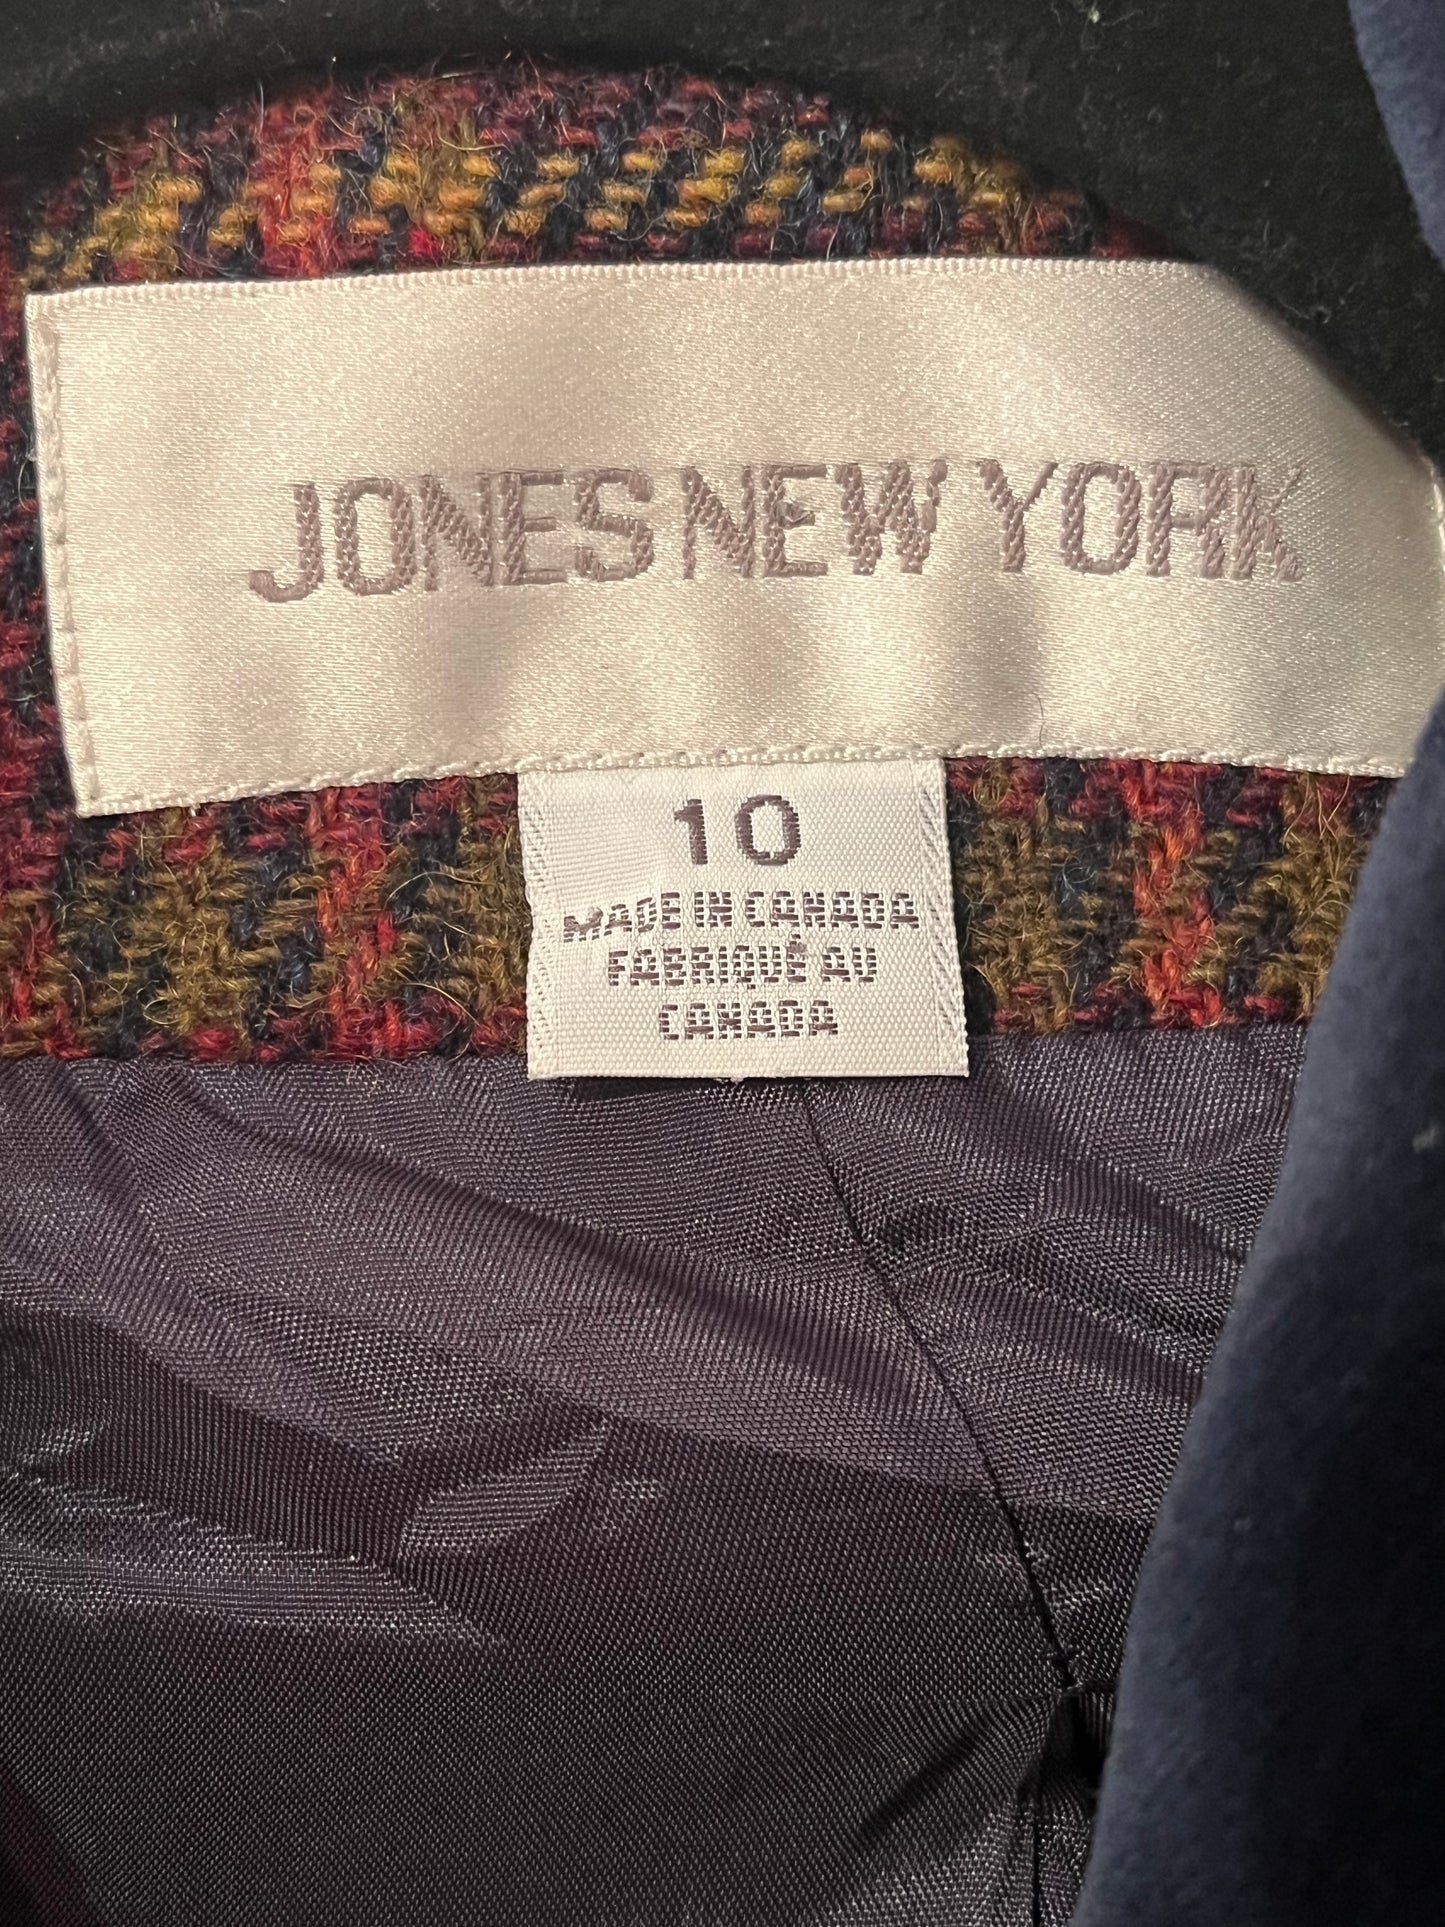 JONES NEW YORK
10
MADE IN CANADA
FABRIQUÉ AU
CANADA